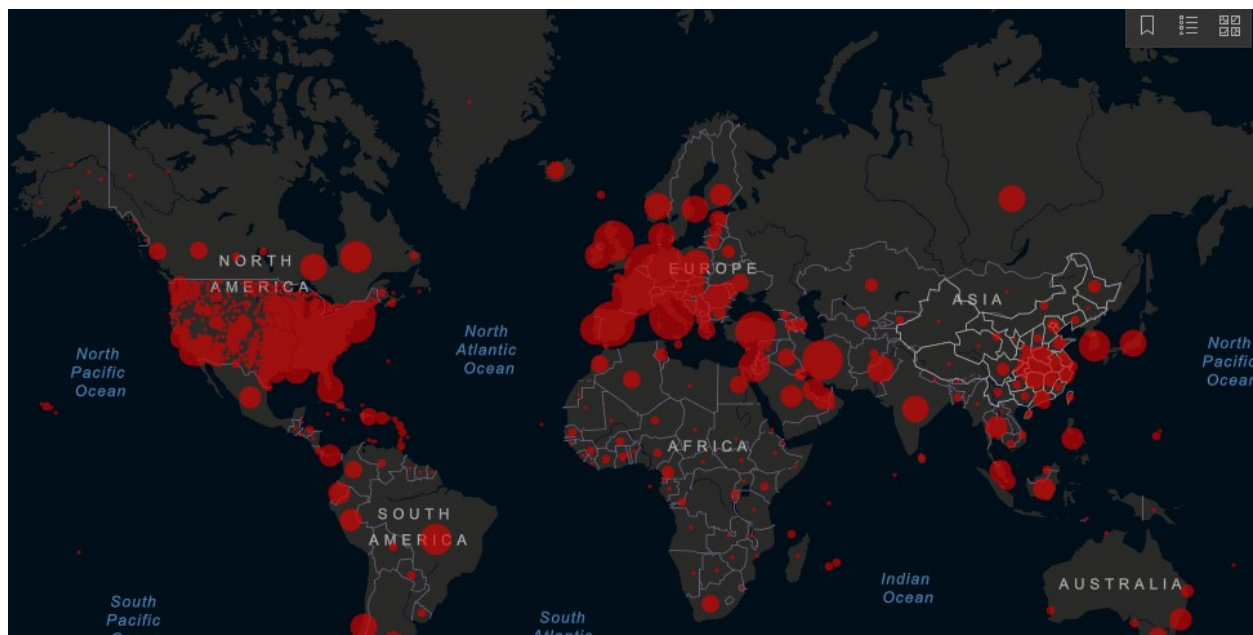 NORTH
AMERICA
EUROPE
ASIA
North
Atlantic
Ocean
North
Pacific
Ocean
North
Pacific
Ocean
AFRICA
SOUTH
AMERICA
Indian
Ocean
AUSTRALIA
South
Pacific
South